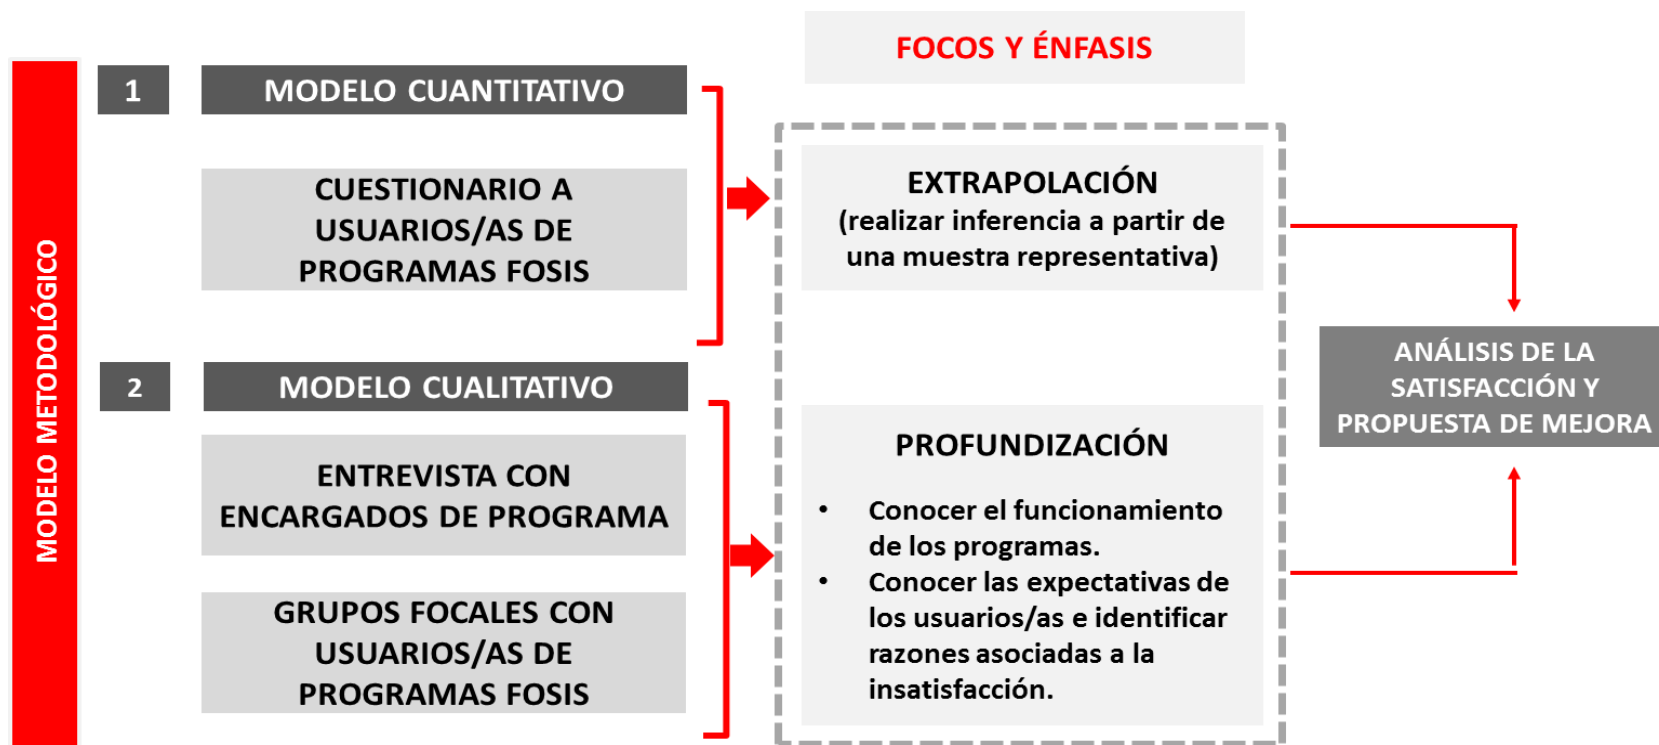 MODELO METODOLÓGICO
FOCOS Y ÉNFASIS
1
MODELO CUANTITATIVO
CUESTIONARIO A
USUARIOS/AS DE
PROGRAMAS FOSIS
EXTRAPOLACIÓN
(realizar inferencia a partir de
una muestra representativa)
2
MODELO CUALITATIVO
ENTREVISTA CON
ENCARGADOS DE PROGRAMA
GRUPOS FOCALES CON
USUARIOS/AS DE
PROGRAMAS FOSIS
PROFUNDIZACIÓN
• Conocer el funcionamiento
de los programas.
• Conocer las expectativas de
los usuarios/as e identificar
razones asociadas a la
insatisfacción.
ANÁLISIS DE LA
SATISFACCIÓN Y
PROPUESTA DE MEJORA